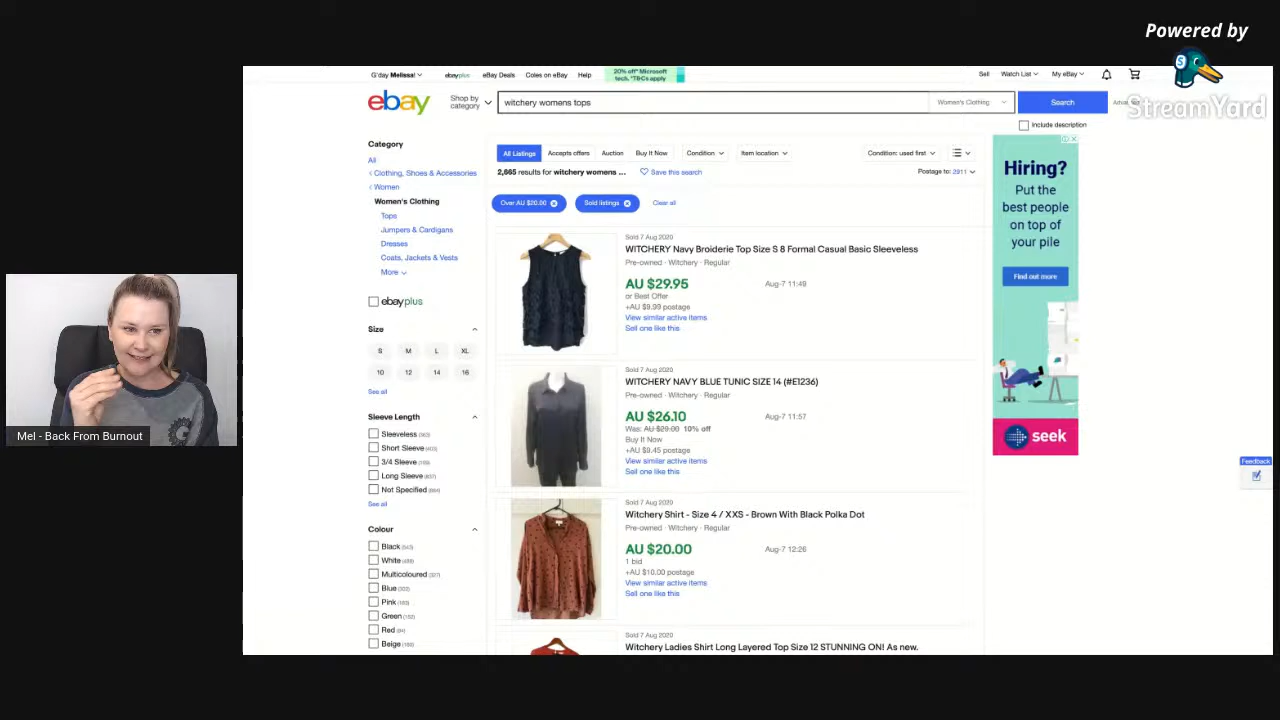 Powered by
StreamYard
G'day Melissa!
ebayplus
eBay Deals
Coles on eBay
Help
20% off* Microsoft
tech. *T&Cs apply
Sell
Watch List
My eBay
ebay
Shop by
category
witchery womens tops
Women's Clothing
Search
Include description
Category
All
Clothing, Shoes & Accessories
Women
Women's Clothing
Tops
Jumpers & Cardigans
Dresses
Coats, Jackets & Vests
More
ebayplus
Size
S M L XL
10 12 14 16
See all
Sleeve Length
Sleeveless
Short Sleeve
3/4 Sleeve
Long Sleeve
Not Specified
See all
Colour
Black
White
Multicoloured
Blue
Pink
Green
Red
Beige
All Listings
Accepts offers
Auction
Buy It Now
Condition
Item location
Condition: used first
2,665 results for witchery womens ...
Save this search
Postage to: 2911
Over AU $20.00
Sold listings
Clear all
Sold 7 Aug 2020
WITCHERY Navy Broiderie Top Size S 8 Formal Casual Basic Sleeveless
Pre-owned · Witchery · Regular
AU $29.95
Aug-7 11:49
or Best Offer
+AU $9.99 postage
View similar active items
Sell one like this
Sold 7 Aug 2020
WITCHERY NAVY BLUE TUNIC SIZE 14 (#E1236)
Pre-owned · Witchery · Regular
AU $26.10
Aug-7 11:57
Was: AU $29.00 10% off
Buy It Now
+AU $9.45 postage
View similar active items
Sell one like this
Sold 7 Aug 2020
Witchery Shirt - Size 4 / XXS - Brown With Black Polka Dot
Pre-owned · Witchery · Regular
AU $20.00
Aug-7 12:26
1 bid
+AU $10.00 postage
View similar active items
Sell one like this
Sold 7 Aug 2020
Witchery Ladies Shirt Long Layered Top Size 12 STUNNING ON! As new.
Hiring?
Put the
best people
on top of
your pile
Find out more
seek
Feedback
Mel - Back From Burnout